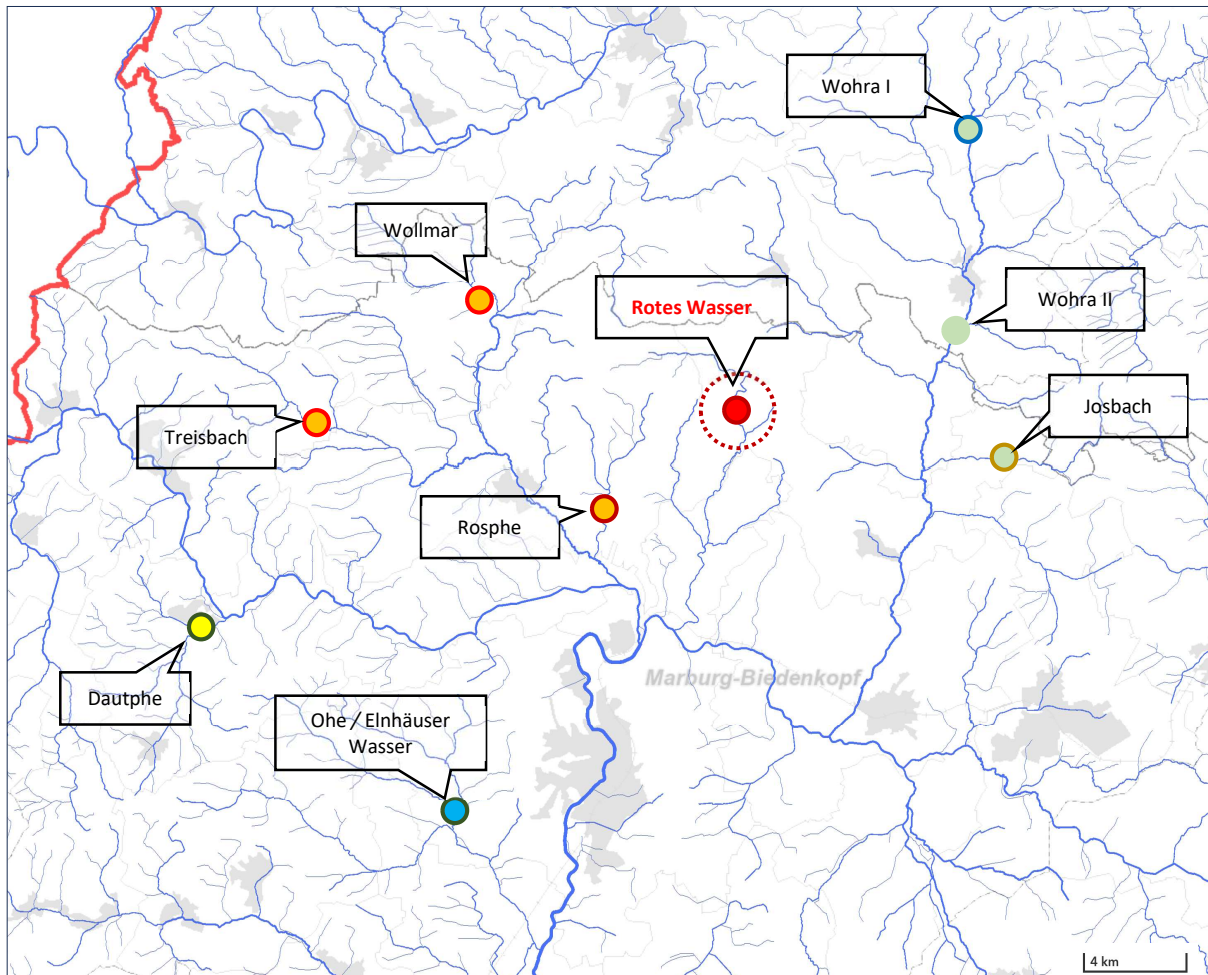 Wohra I
Wollmar
Wohra II
Rotes Wasser
Josbach
Treisbach
Rosphe
Marburg-Biedenkopf
Dautphe
Ohe / Elnhäuser
Wasser
4 km